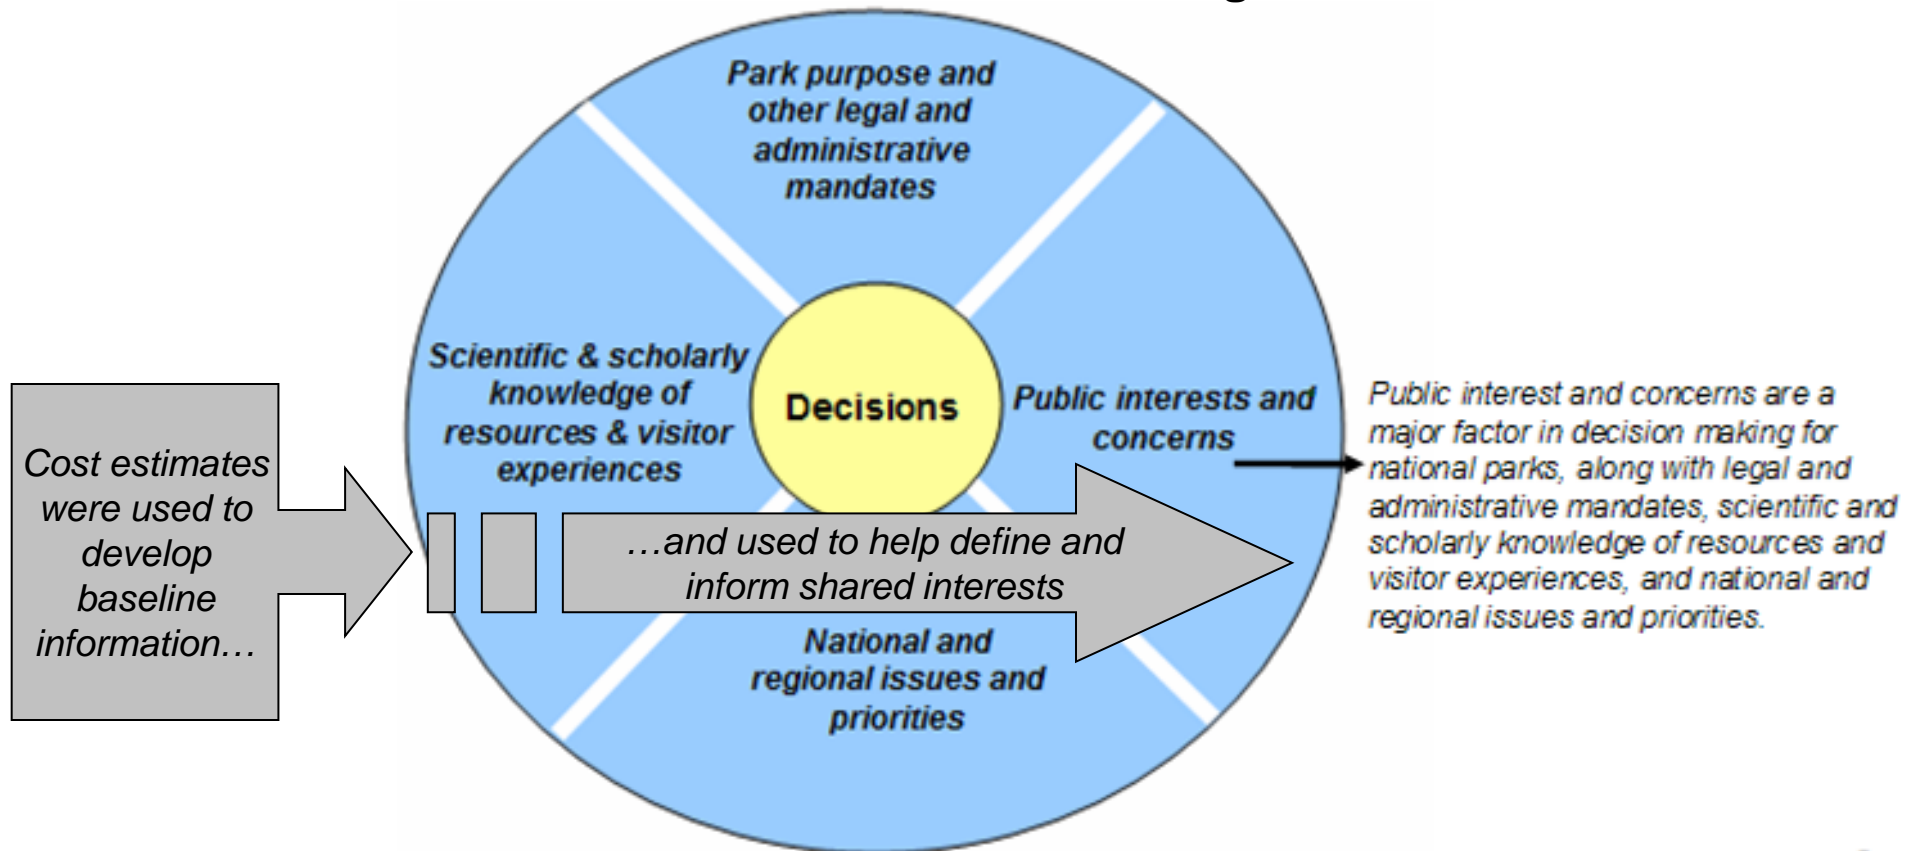 Park purpose and
other legal and
administrative
mandates
Scientific & scholarly
knowledge of
resources & visitor
experiences
Decisions
Public interests and
concerns
Public interest and concerns are a
major factor in decision making for
national parks, along with legal and
administrative mandates, scientific and
scholarly knowledge of resources and
visitor experiences, and national and
regional issues and priorities.
Cost estimates
were used to
develop
baseline
information…
…and used to help define and
inform shared interests
National and
regional issues and
priorities